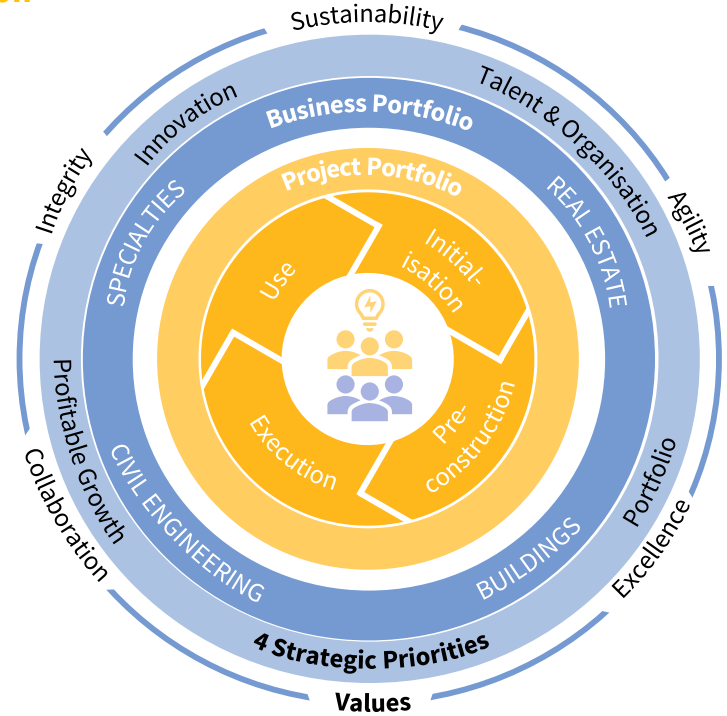 Sustainability
Agility
Excellence
Values
Collaboration
Integrity
Innovation
Talent & Organisation
Portfolio
4 Strategic Priorities
Profitable Growth
Business Portfolio
REAL ESTATE
BUILDINGS
CIVIL ENGINEERING
SPECIALTIES
Project Portfolio
Initial-
isation
Pre-
construction
Execution
Use